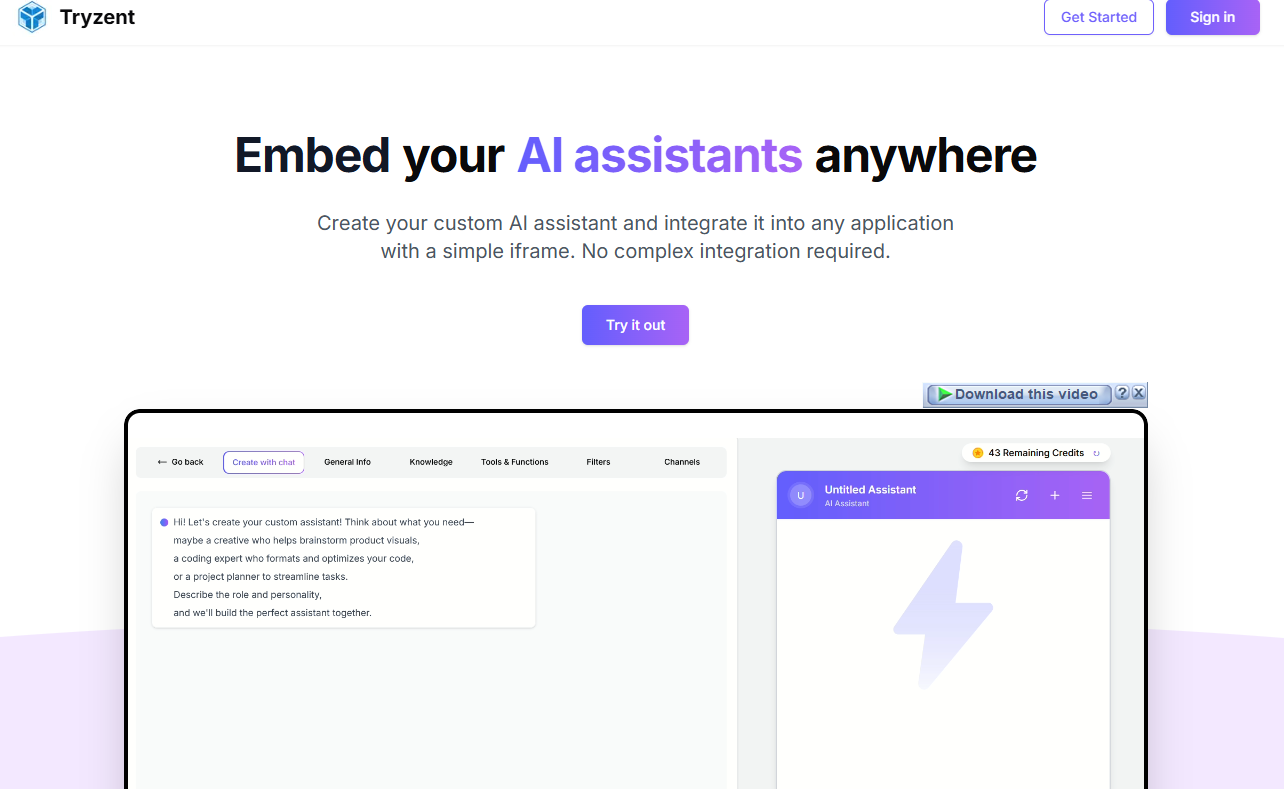 Tryzent
Get Started
Sign in
Embed your AI assistants anywhere
Create your custom AI assistant and integrate it into any application
with a simple iframe. No complex integration required.
Try it out
Download this video ? X
← Go back
Create with chat
General Info
Knowledge
Tools & Functions
Filters
Channels
43 Remaining Credits
Hi! Let's create your custom assistant! Think about what you need—
maybe a creative who helps brainstorm product visuals,
a coding expert who formats and optimizes your code,
or a project planner to streamline tasks.
Describe the role and personality,
and we'll build the perfect assistant together.
U
Untitled Assistant
AI Assistant